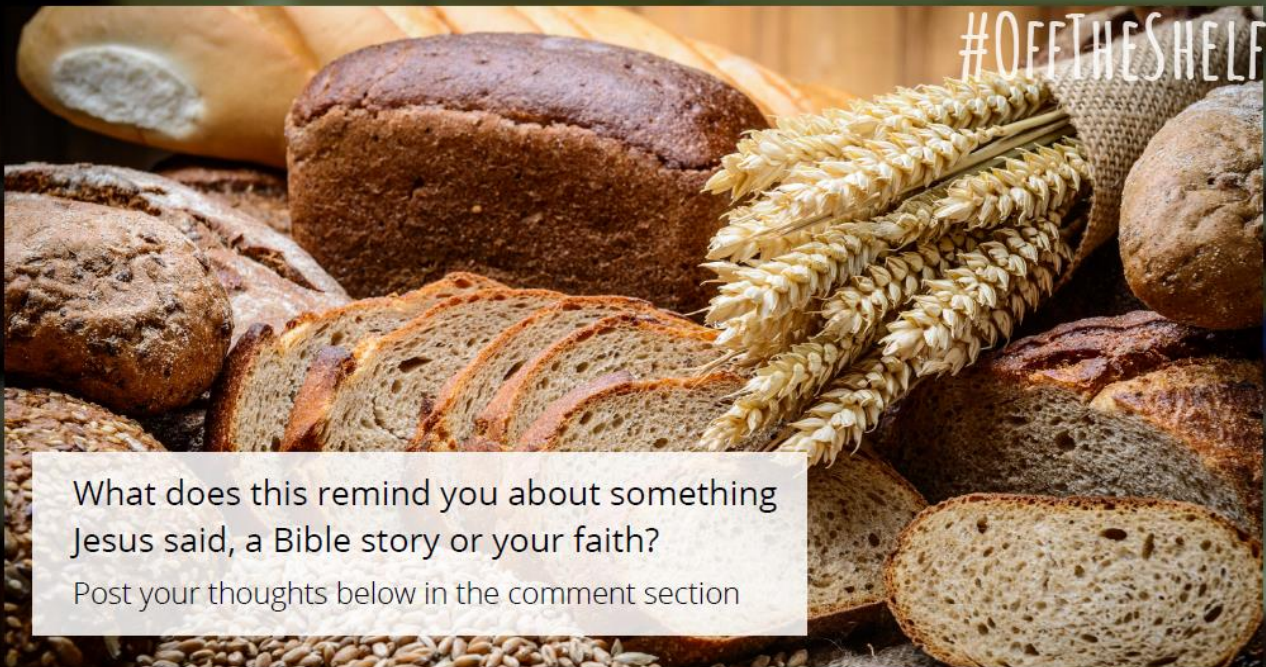 #OffTheShelf
What does this remind you about something
Jesus said, a Bible story or your faith?
Post your thoughts below in the comment section